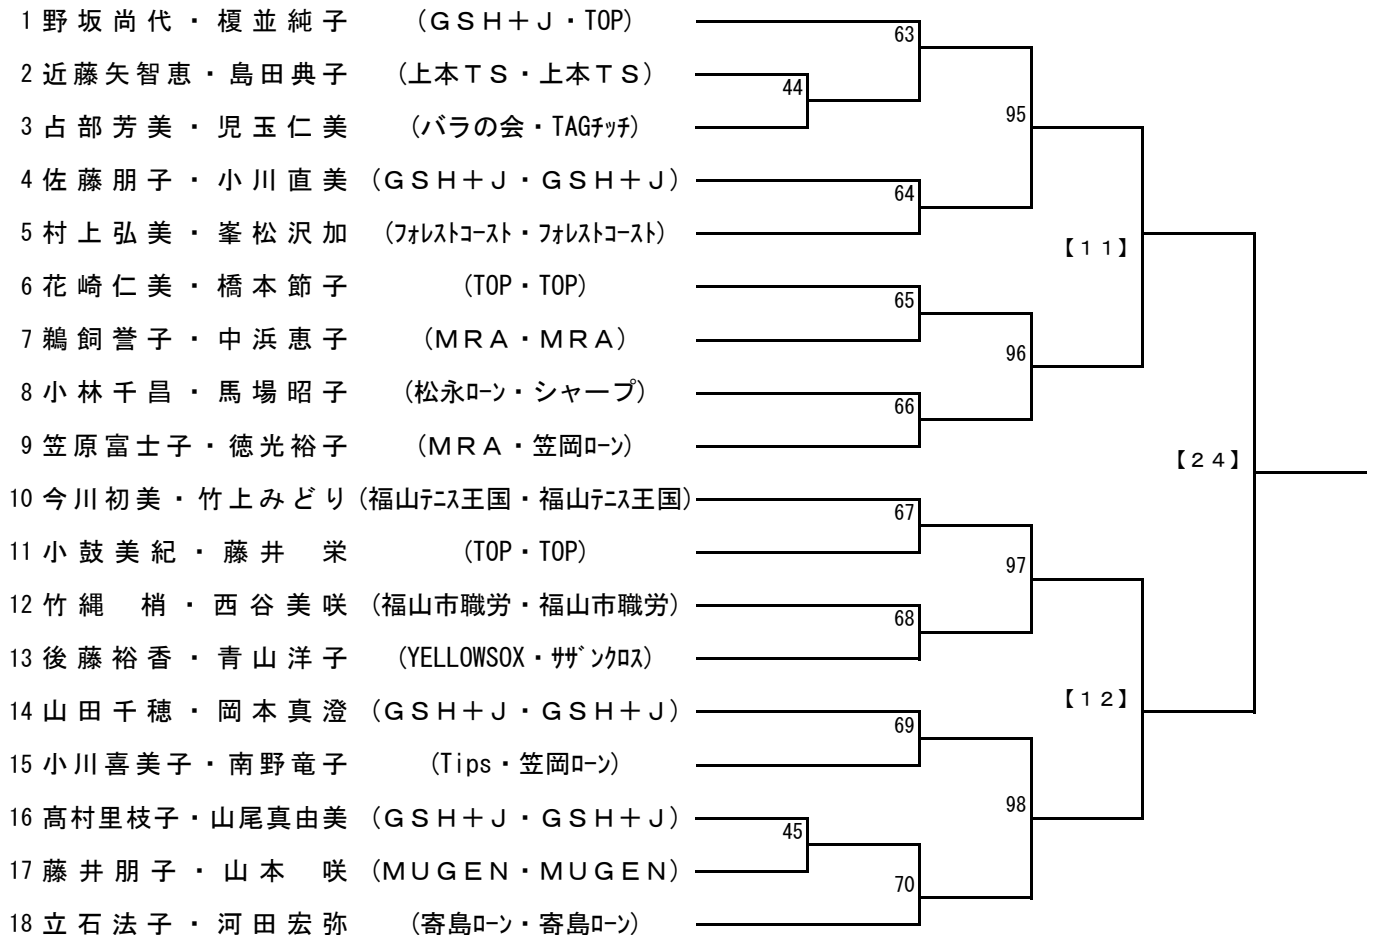 1 野坂尚代・榎並純子 (ＧＳＨ＋Ｊ・TOP)
63
2 近藤矢智恵・島田典子 (上本ＴＳ・上本ＴＳ)
44
3 占部芳美・児玉仁美 (バラの会・TAGﾁｯﾁ)
95
4 佐藤朋子・小川直美 (ＧＳＨ＋Ｊ・ＧＳＨ＋Ｊ)
64
5 村上弘美・峯松沢加 (ﾌｫﾚｽﾄｺｰｽﾄ・ﾌｫﾚｽﾄｺｰｽﾄ)
【１１】
6 花崎仁美・橋本節子 (TOP・TOP)
65
7 鵜飼誉子・中浜恵子 (ＭＲＡ・ＭＲＡ)
96
8 小林千昌・馬場昭子 (松永ﾛｰﾝ・シャープ)
66
9 笠原富士子・徳光裕子 (ＭＲＡ・笠岡ﾛｰﾝ)
【２４】
10 今川初美・竹上みどり (福山ﾃﾆｽ王国・福山ﾃﾆｽ王国)
67
11 小鼓美紀・藤井　栄 (TOP・TOP)
97
12 竹縄　梢・西谷美咲 (福山市職労・福山市職労)
68
13 後藤裕香・青山洋子 (YELLOWSOX・ｻｻﾞﾝｸﾛｽ)
【１２】
14 山田千穂・岡本真澄 (ＧＳＨ＋Ｊ・ＧＳＨ＋Ｊ)
69
15 小川喜美子・南野竜子 (Tips・笠岡ﾛｰﾝ)
98
16 髙村里枝子・山尾真由美 (ＧＳＨ＋Ｊ・ＧＳＨ＋Ｊ)
45
17 藤井朋子・山本　咲 (ＭＵＧＥＮ・ＭＵＧＥＮ)
70
18 立石法子・河田宏弥 (寄島ﾛｰﾝ・寄島ﾛｰﾝ)